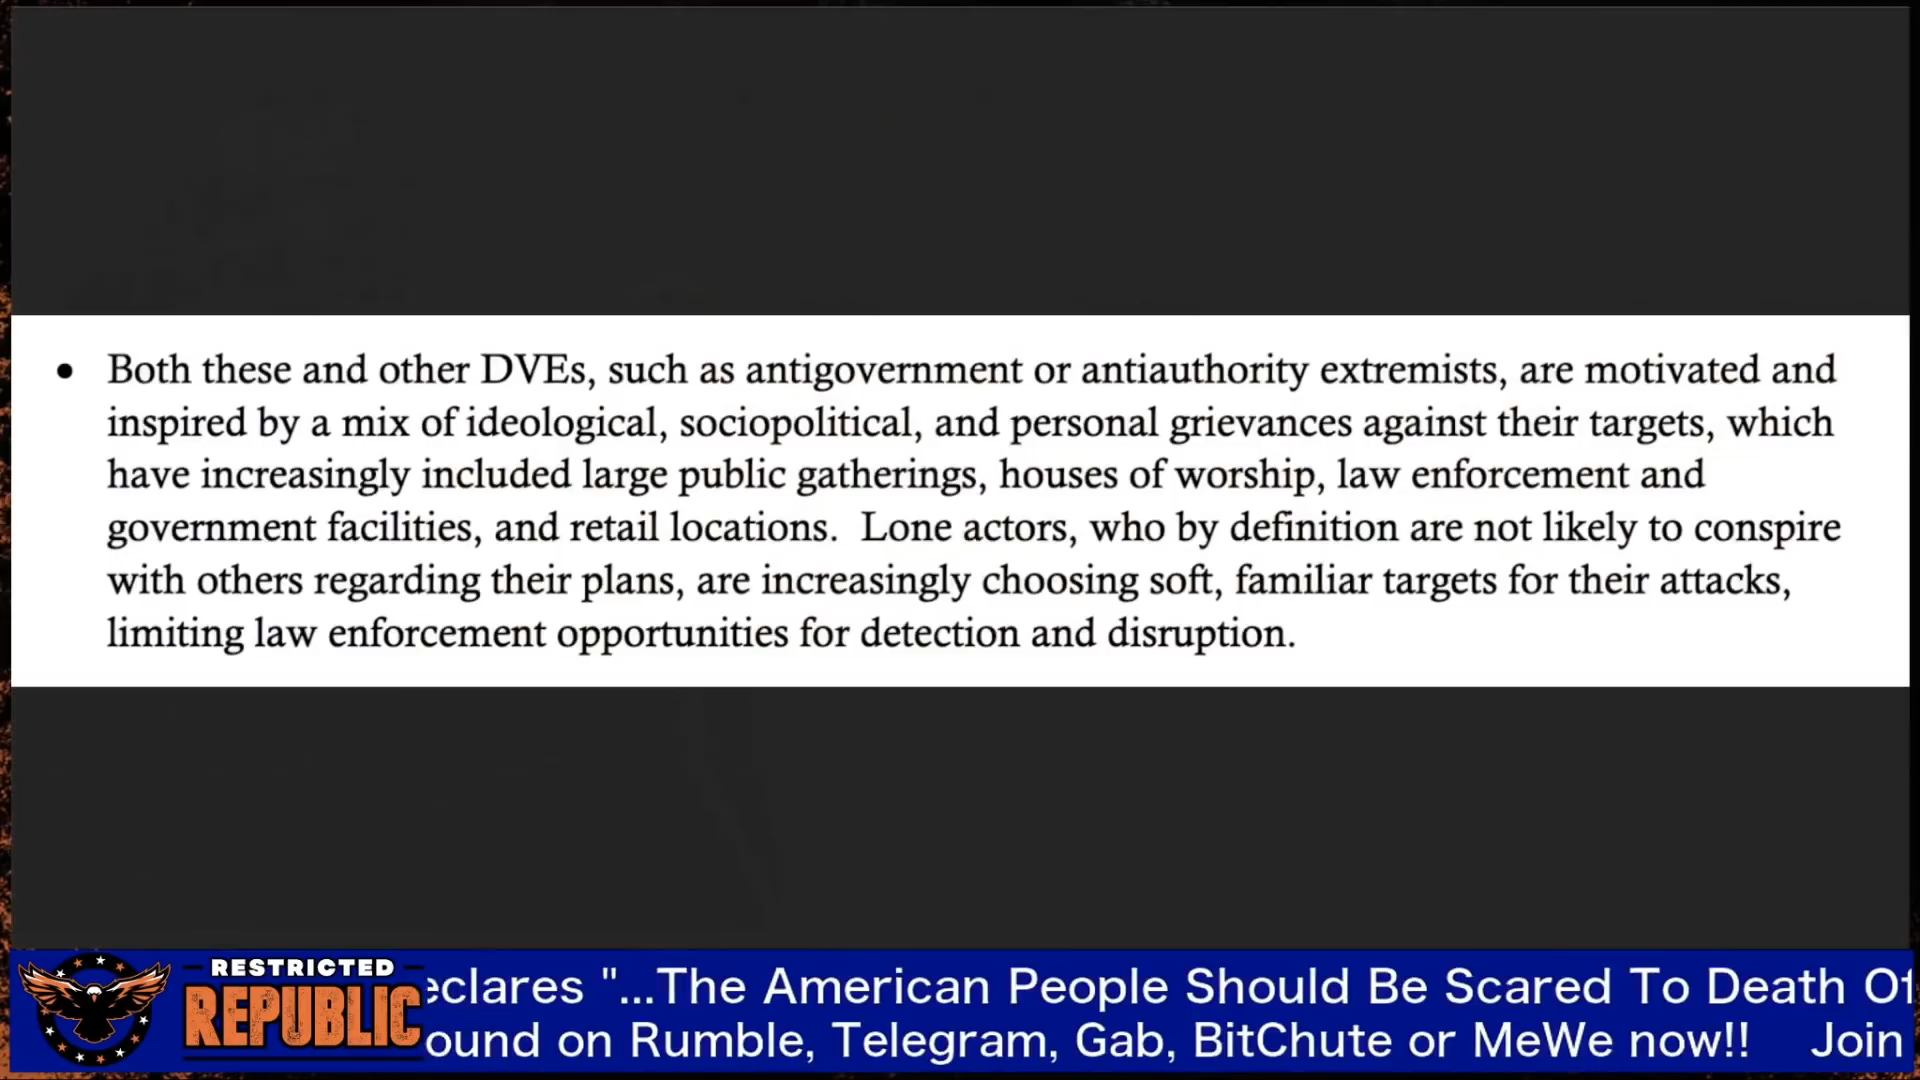 • Both these and other DVEs, such as antigovernment or antiauthority extremists, are motivated and
inspired by a mix of ideological, sociopolitical, and personal grievances against their targets, which
have increasingly included large public gatherings, houses of worship, law enforcement and
government facilities, and retail locations.  Lone actors, who by definition are not likely to conspire
with others regarding their plans, are increasingly choosing soft, familiar targets for their attacks,
limiting law enforcement opportunities for detection and disruption.
RESTRICTED
REPUBLIC
eclares "...The American People Should Be Scared To Death Of
ound on Rumble, Telegram, Gab, BitChute or MeWe now!! Join